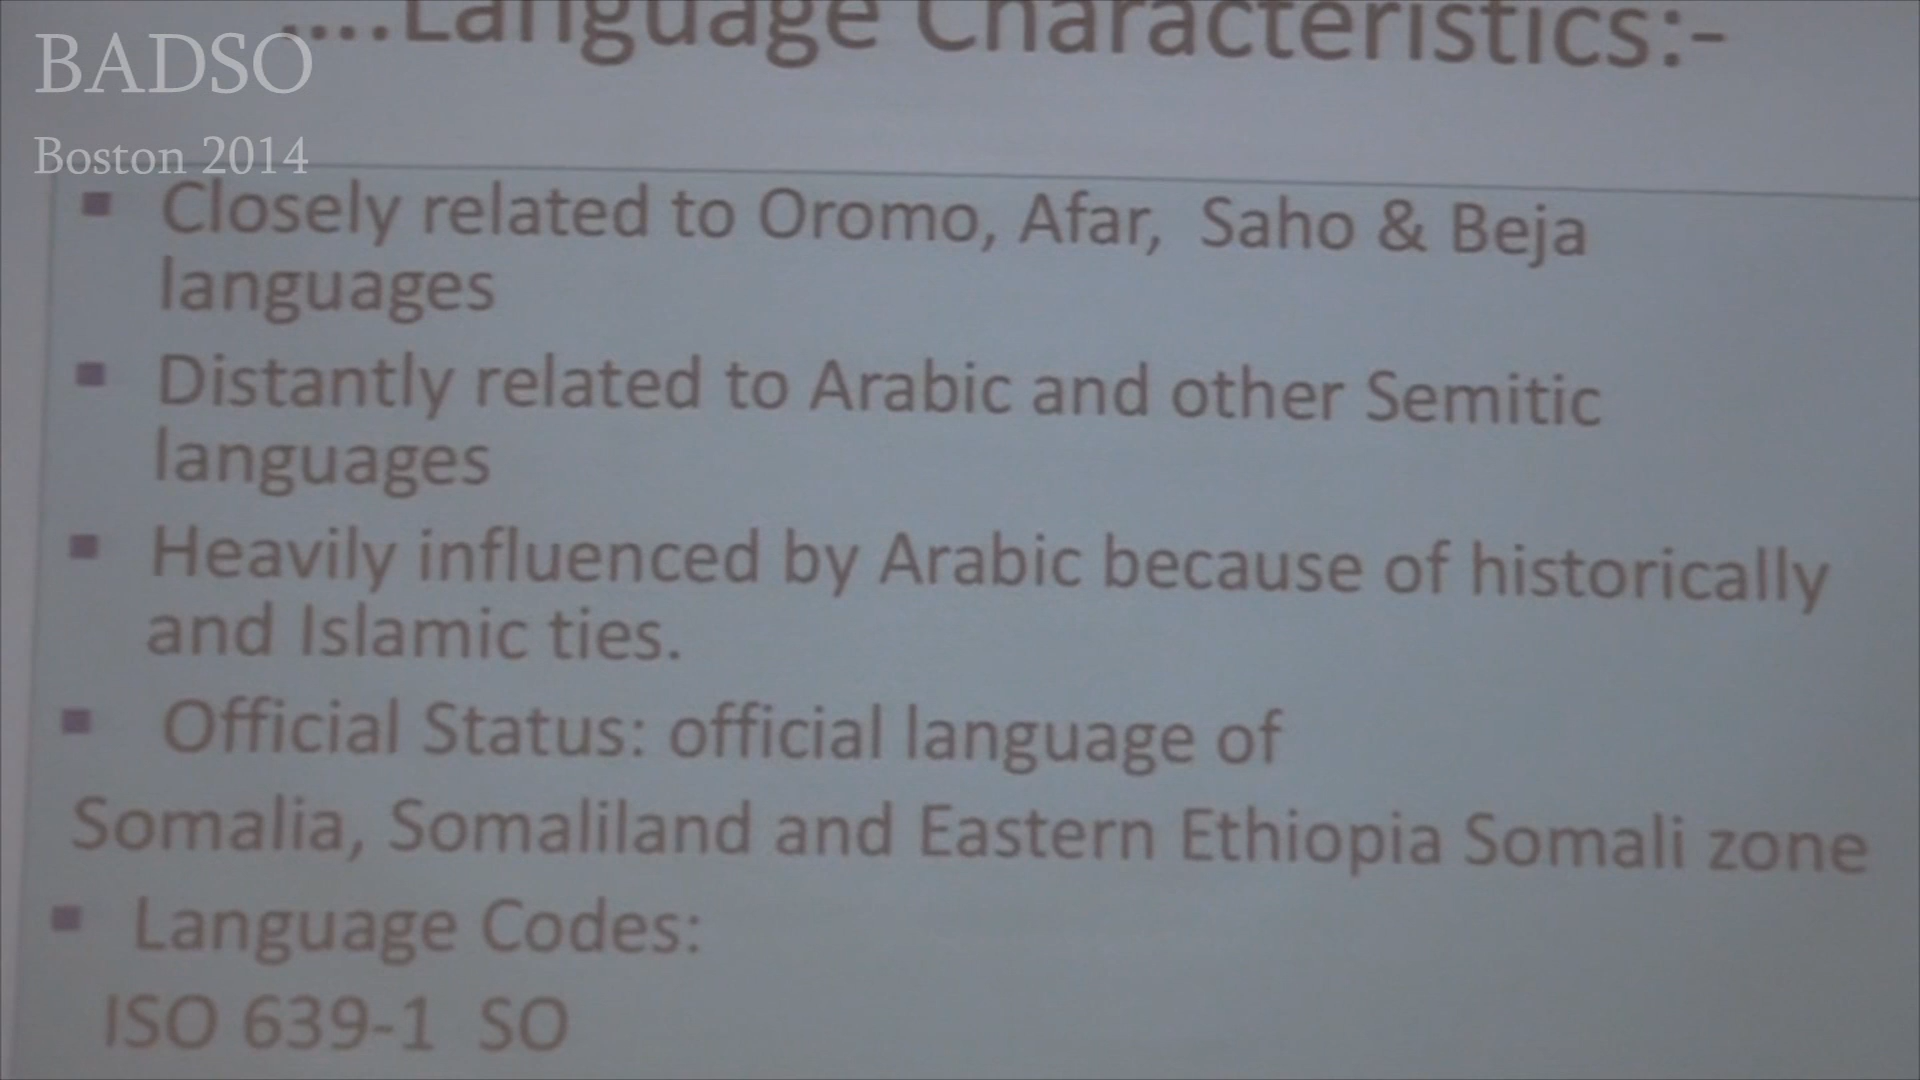 ....Language Characteristics:-
BADSO
Boston 2014
▪ Closely related to Oromo, Afar, Saho & Beja
languages
▪ Distantly related to Arabic and other Semitic
languages
▪ Heavily influenced by Arabic because of historically
and Islamic ties.
▪ Official Status: official language of
Somalia, Somaliland and Eastern Ethiopia Somali zone
▪ Language Codes:
ISO 639-1 SO